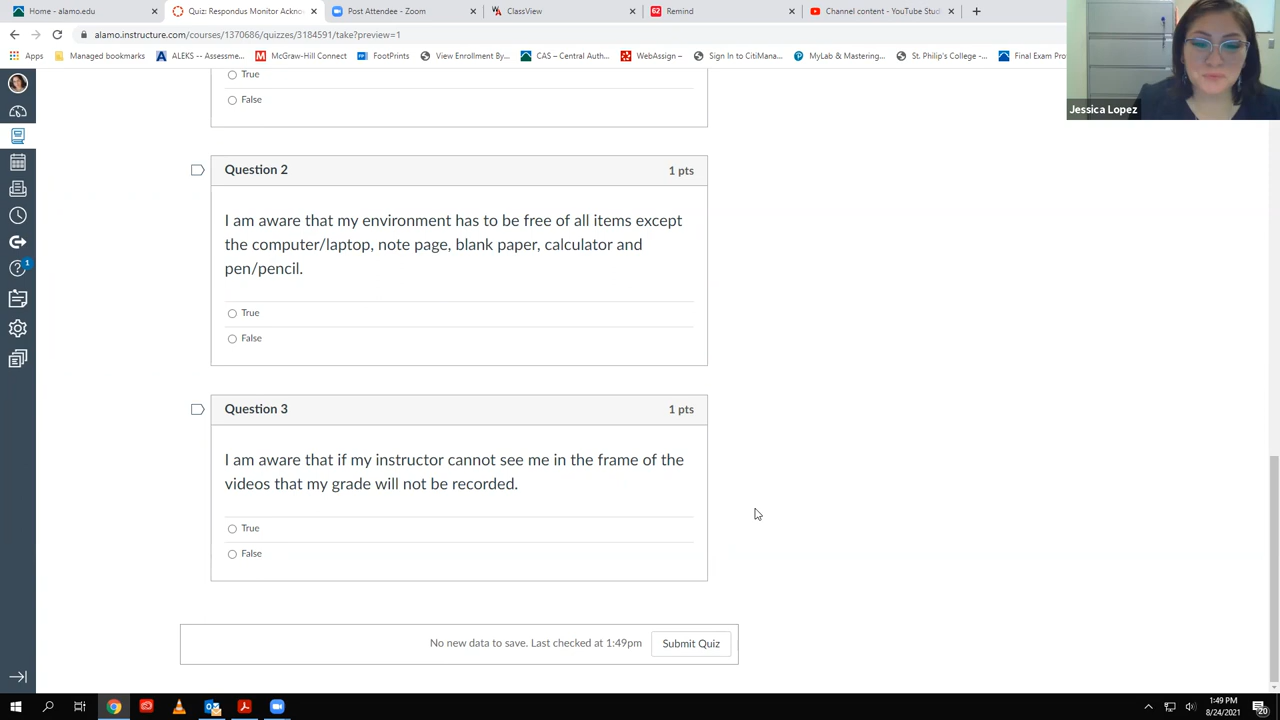 Home - alamo.edu
Quiz: Respondus Monitor Ackno
Post Attendee - Zoom
ClassView
62
Remind
Channel content - YouTube Stud
alamo.instructure.com/courses/1370686/quizzes/3184591/take?preview=1
Apps
Managed bookmarks
ALEKS -- Assessme...
McGraw-Hill Connect
FootPrints
View Enrollment By...
CAS – Central Auth...
WebAssign –
Sign In to CitiMana...
MyLab & Mastering...
St. Philip's College -...
Final Exam Pro
Jessica Lopez
True
False
Question 2
1 pts
I am aware that my environment has to be free of all items except
the computer/laptop, note page, blank paper, calculator and
pen/pencil.
True
False
Question 3
1 pts
I am aware that if my instructor cannot see me in the frame of the
videos that my grade will not be recorded.
True
False
No new data to save. Last checked at 1:49pm
Submit Quiz
1
1:49 PM
8/24/2021
20